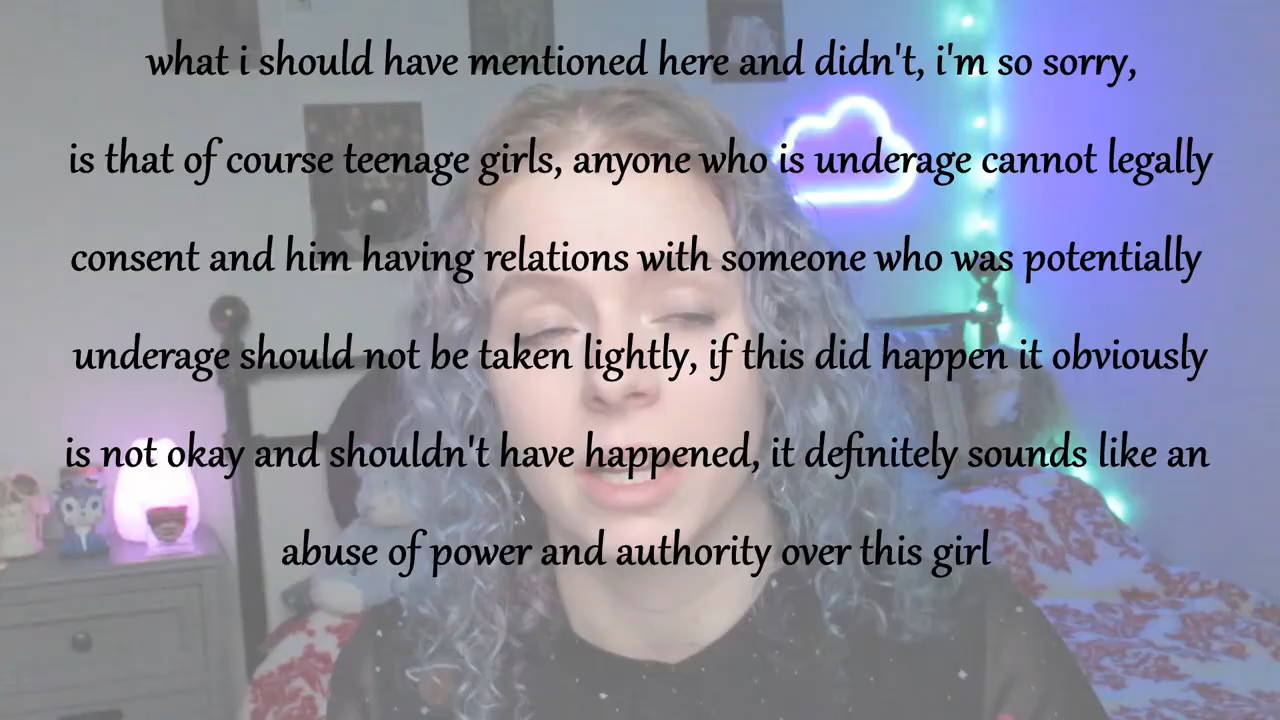 what i should have mentioned here and didn't, i'm so sorry,
is that of course teenage girls, anyone who is underage cannot legally
consent and him having relations with someone who was potentially
underage should not be taken lightly, if this did happen it obviously
is not okay and shouldn't have happened, it definitely sounds like an
abuse of power and authority over this girl